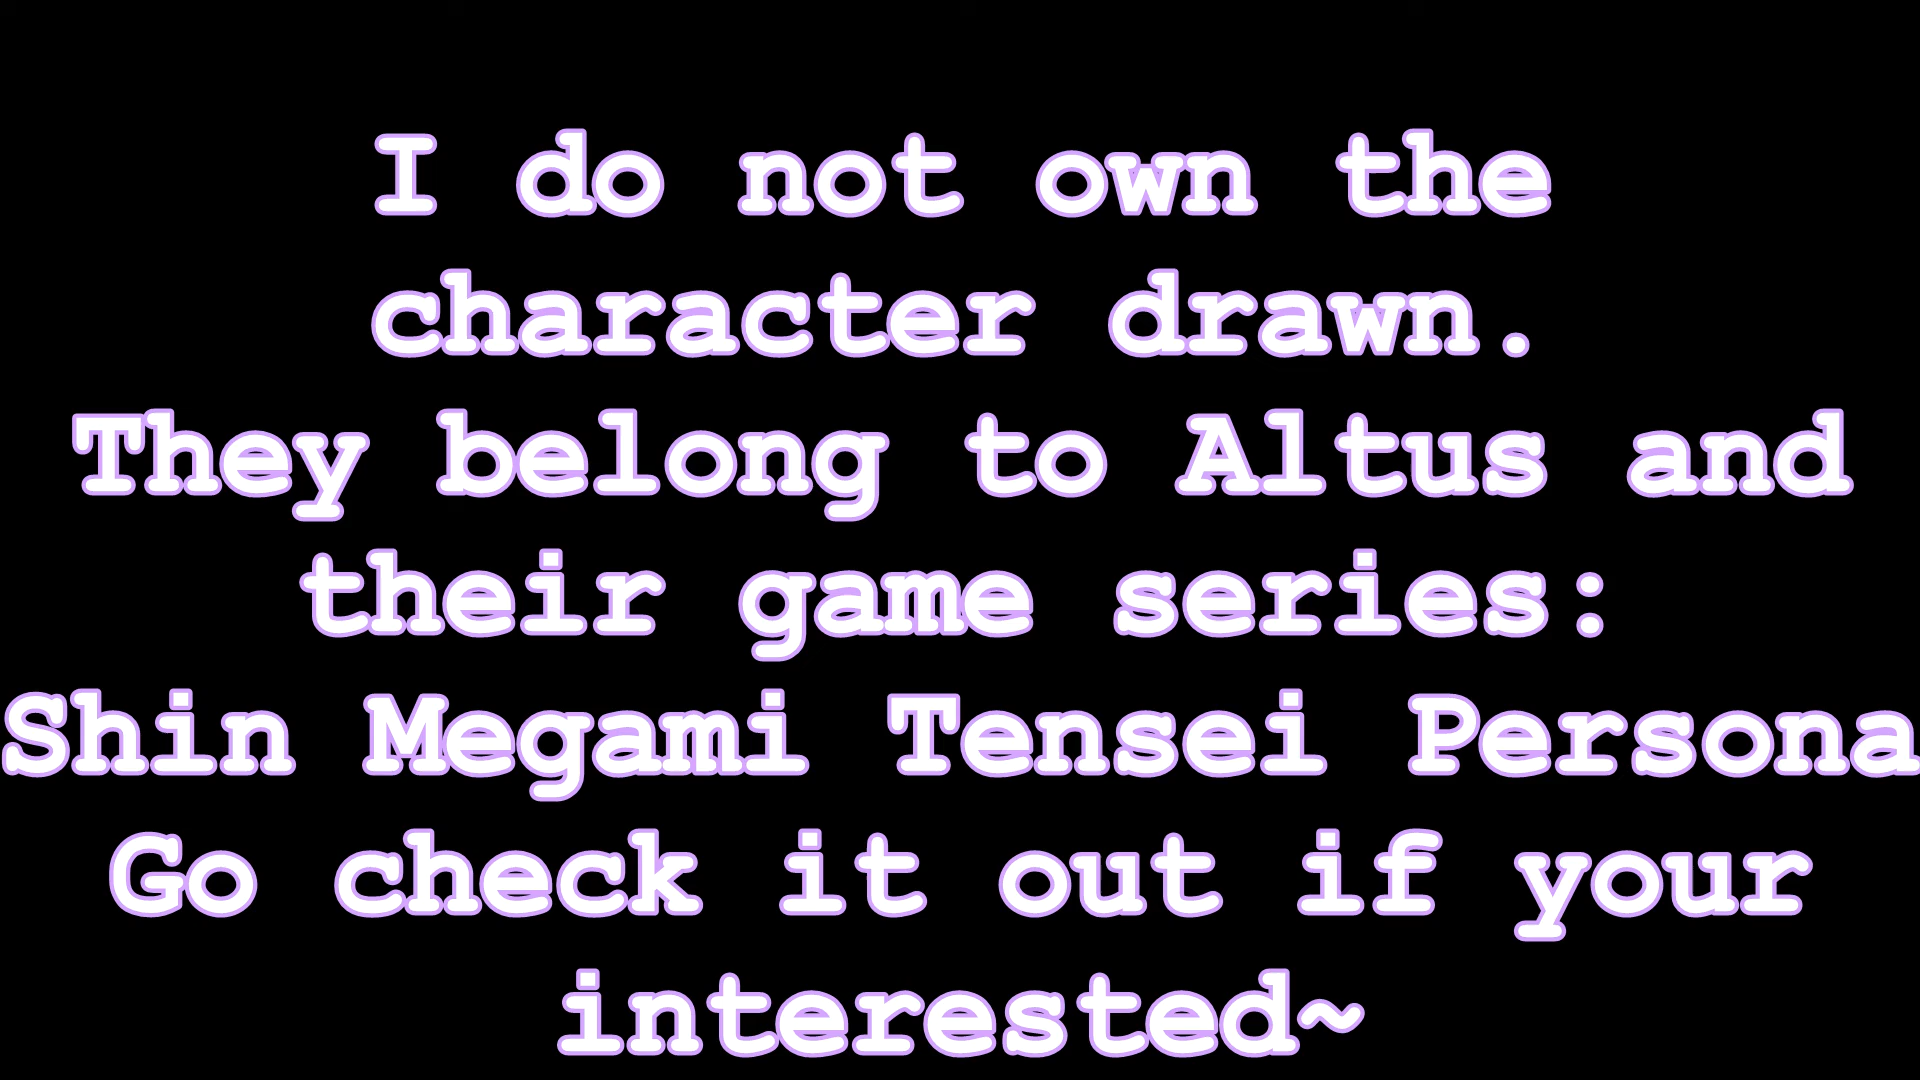 I do not own the
character drawn.
They belong to Altus and
their game series:
Shin Megami Tensei Persona
Go check it out if your
interested~